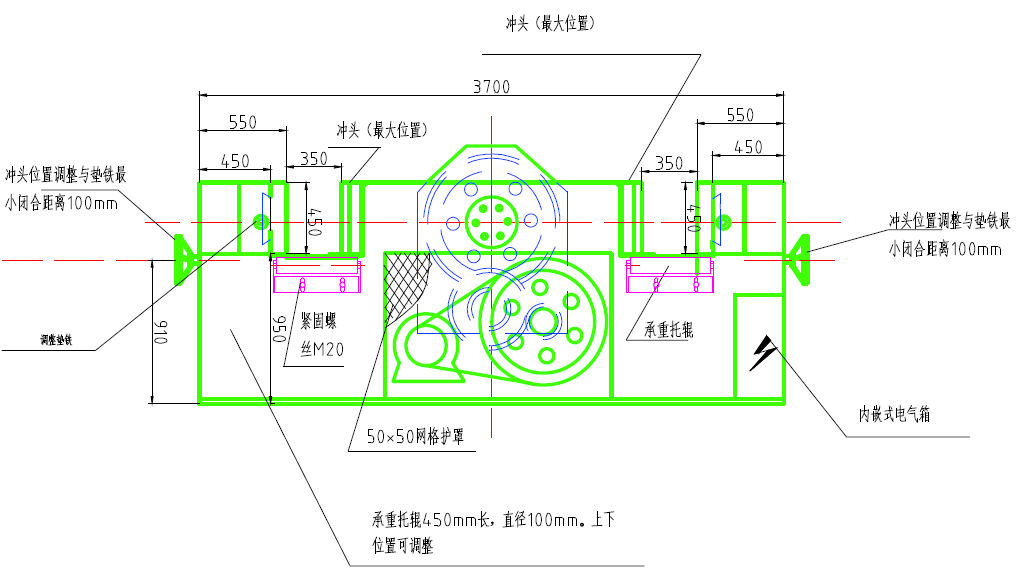 冲头（最大位置）
3700
550
550
冲头（最大位置）
450
350
350
450
冲头位置调整与垫铁最
小闭合距离100mm
450
450
冲头位置调整与垫铁最
小闭合距离100mm
910
950
调整垫铁
紧固螺
丝M20
承重托辊
内嵌式电气箱
50×50网格护罩
承重托辊450mm长，直径100mm。上下
位置可调整